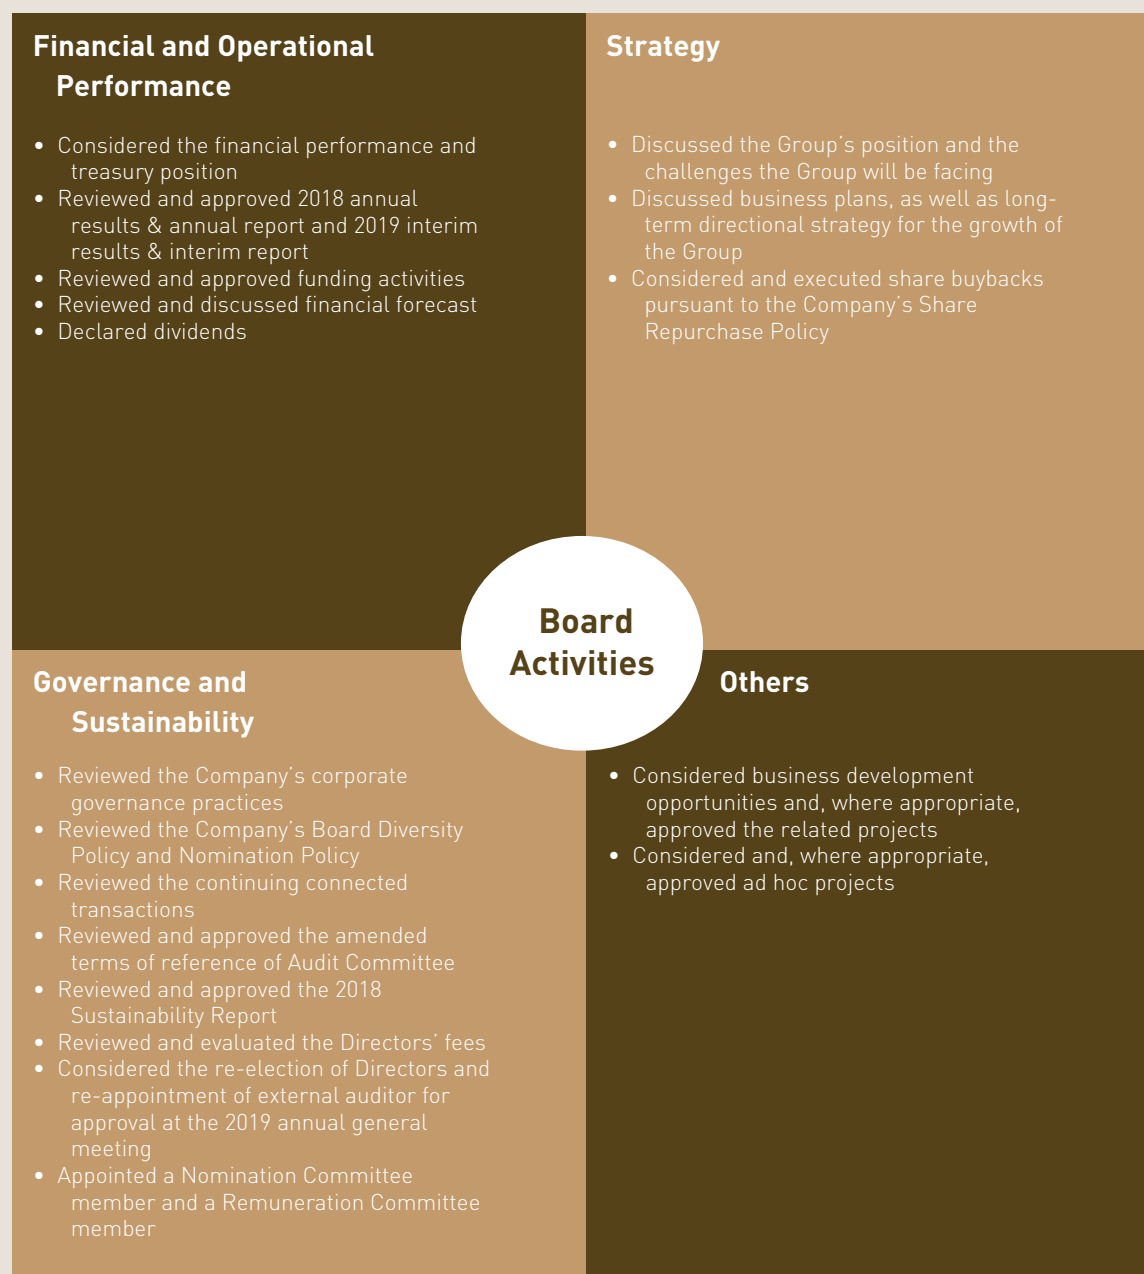 Financial and Operational
Performance
• Considered the financial performance and
treasury position
• Reviewed and approved 2018 annual
results & annual report and 2019 interim
results & interim report
• Reviewed and approved funding activities
• Reviewed and discussed financial forecast
• Declared dividends
Strategy
• Discussed the Group's position and the
challenges the Group will be facing
• Discussed business plans, as well as long-
term directional strategy for the growth of
the Group
• Considered and executed share buybacks
pursuant to the Company's Share
Repurchase Policy
Board
Activities
Governance and
Sustainability
• Reviewed the Company's corporate
governance practices
• Reviewed the Company's Board Diversity
Policy and Nomination Policy
• Reviewed the continuing connected
transactions
• Reviewed and approved the amended
terms of reference of Audit Committee
• Reviewed and approved the 2018
Sustainability Report
• Reviewed and evaluated the Directors' fees
• Considered the re-election of Directors and
re-appointment of external auditor for
approval at the 2019 annual general
meeting
• Appointed a Nomination Committee
member and a Remuneration Committee
member
Others
• Considered business development
opportunities and, where appropriate,
approved the related projects
• Considered and, where appropriate,
approved ad hoc projects